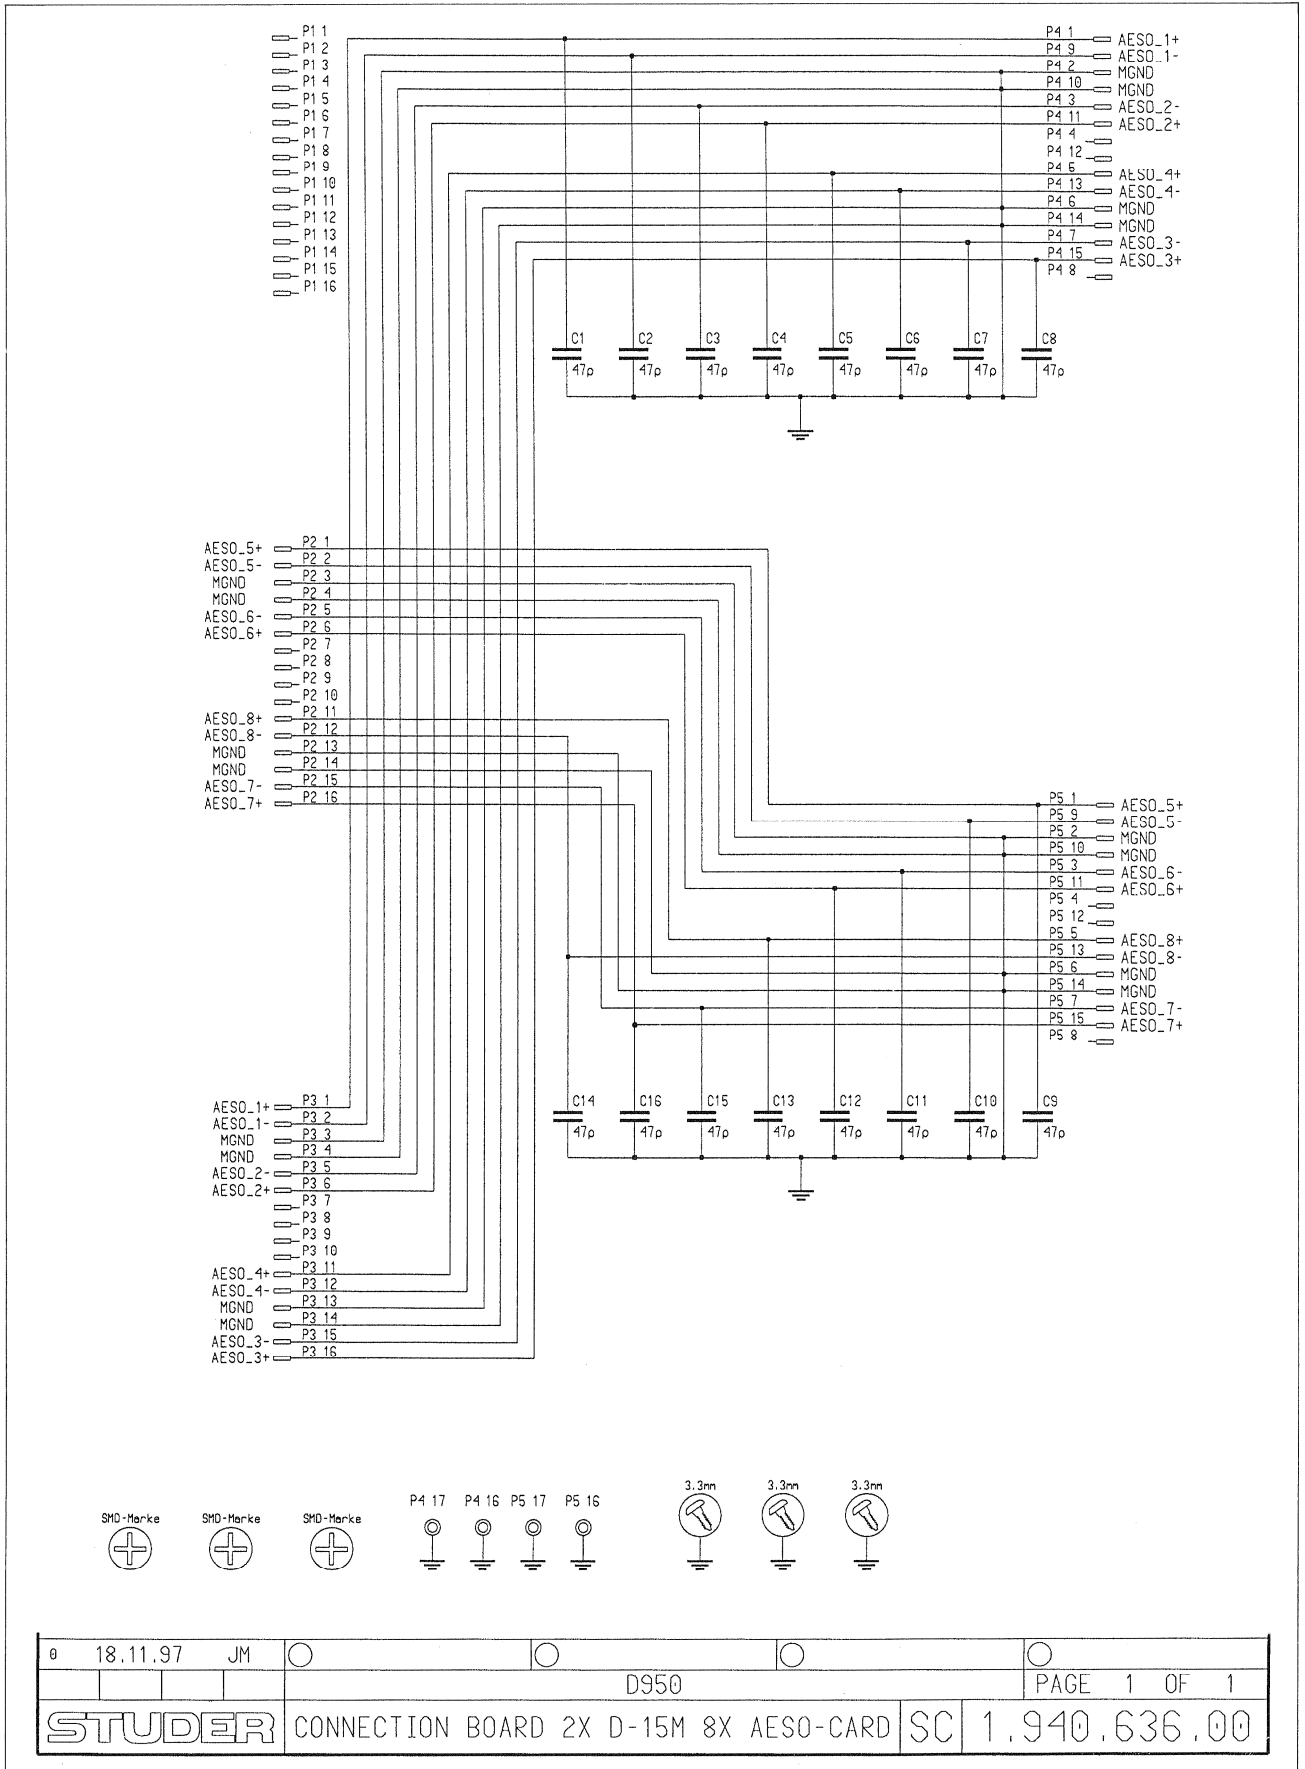 P1 1
P1 2
P1 3
P1 4
P1 5
P1 6
P1 7
P1 8
P1 9
P1 10
P1 11
P1 12
P1 13
P1 14
P1 15
P1 16
P4 1 AESO_1+
P4 9 AESO_1-
P4 2 MGND
P4 10 MGND
P4 3 AESO_2-
P4 11 AESO_2+
P4 4
P4 12
P4 5 AESO_4+
P4 13 AESO_4-
P4 6 MGND
P4 14 MGND
P4 7 AESO_3-
P4 15 AESO_3+
P4 8
C1 C2 C3 C4 C5 C6 C7 C8
47p 47p 47p 47p 47p 47p 47p 47p
AESO_5+ P2 1
AESO_5- P2 2
MGND P2 3
MGND P2 4
AESO_6- P2 5
AESO_6+ P2 6
P2 7
P2 8
P2 9
P2 10
AESO_8+ P2 11
AESO_8- P2 12
MGND P2 13
MGND P2 14
AESO_7- P2 15
AESO_7+ P2 16
P5 1 AESO_5+
P5 9 AESO_5-
P5 2 MGND
P5 10 MGND
P5 3 AESO_6-
P5 11 AESO_6+
P5 4
P5 12
P5 5 AESO_8+
P5 13 AESO_8-
P5 6 MGND
P5 14 MGND
P5 7 AESO_7-
P5 15 AESO_7+
P5 8
C14 C16 C15 C13 C12 C11 C10 C9
47p 47p 47p 47p 47p 47p 47p 47p
AESO_1+ P3 1
AESO_1- P3 2
MGND P3 3
MGND P3 4
AESO_2- P3 5
AESO_2+ P3 6
P3 7
P3 8
P3 9
P3 10
AESO_4+ P3 11
AESO_4- P3 12
MGND P3 13
MGND P3 14
AESO_3- P3 15
AESO_3+ P3 16
SMD-Marke SMD-Marke SMD-Marke
P4 17 P4 16 P5 17 P5 16
3.3mm 3.3mm 3.3mm
0 18.11.97 JM
D950 PAGE 1 OF 1
STUDER CONNECTION BOARD 2X D-15M 8X AESO-CARD SC 1.940.636.00